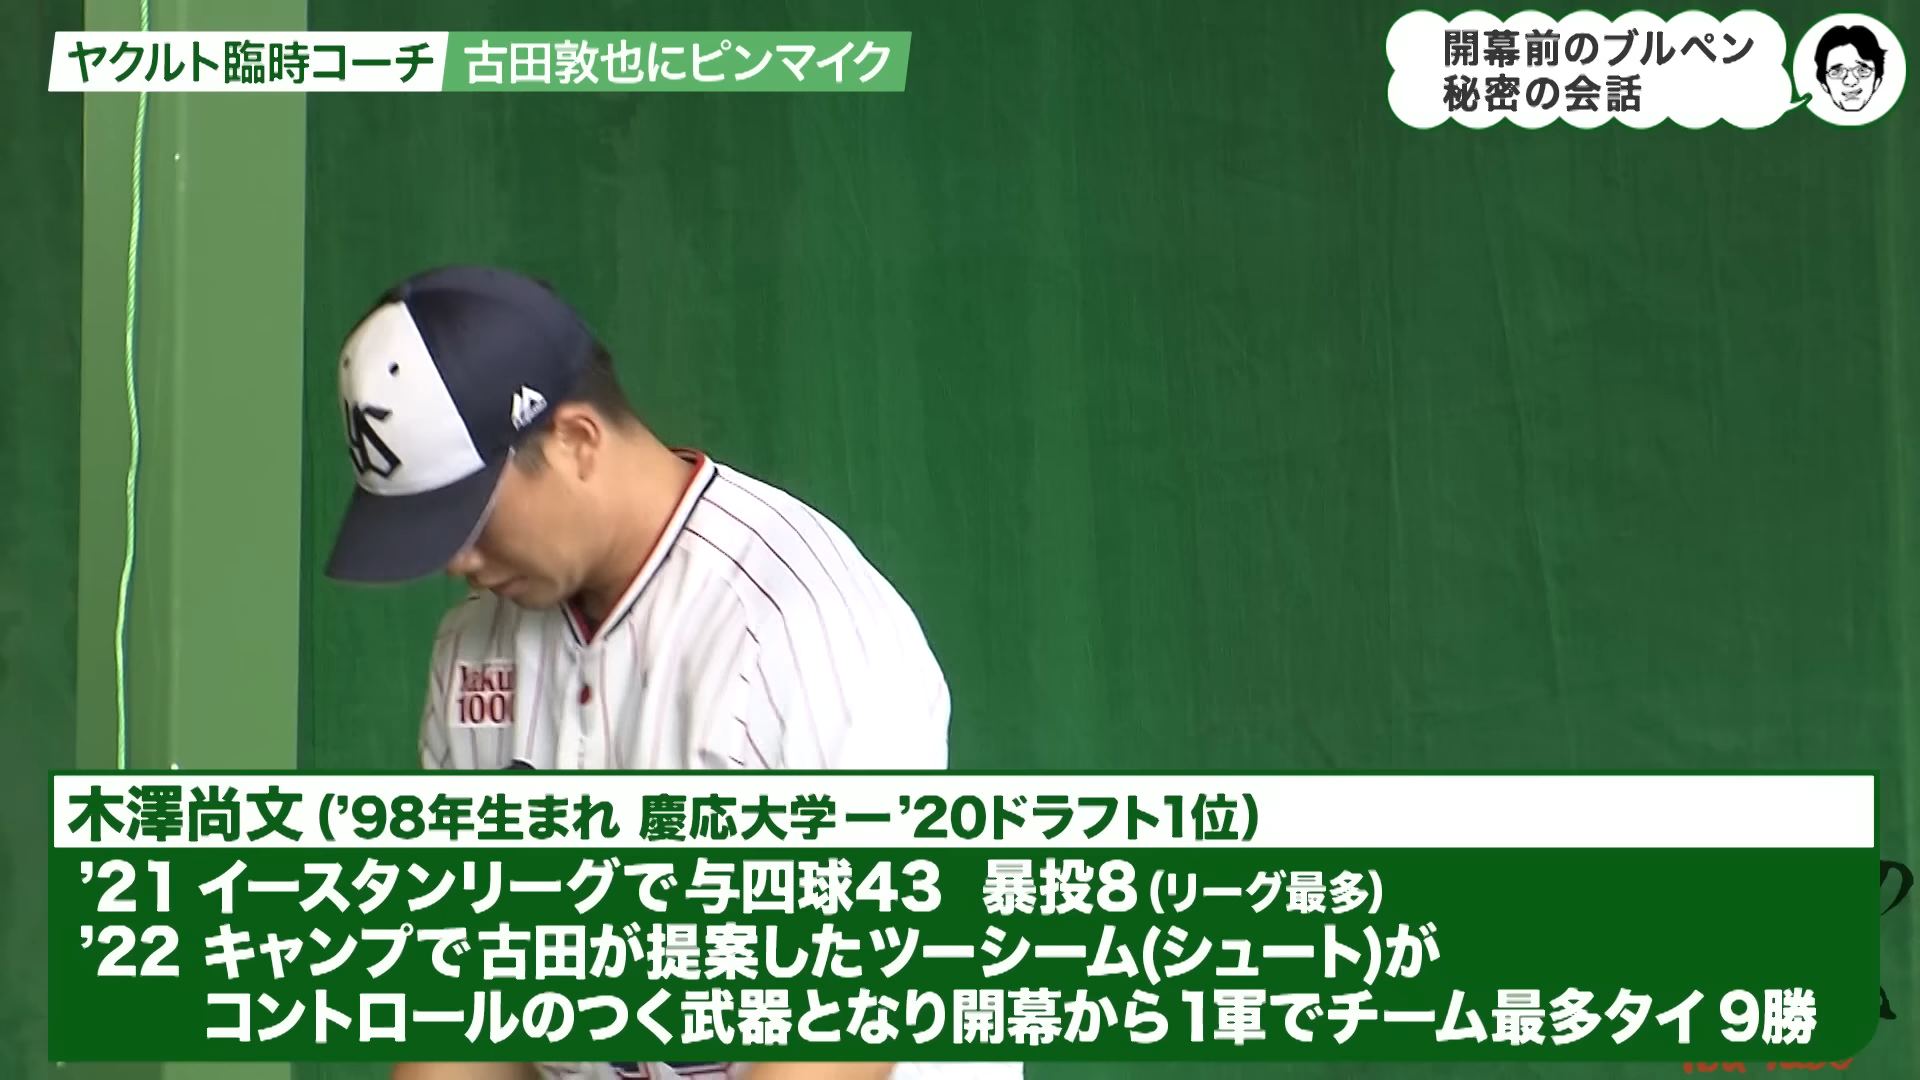 ヤクルト臨時コーチ 古田敦也にピンマイク
開幕前のブルペン
秘密の会話
木澤尚文(’98年生まれ 慶応大学ー’20ドラフト1位)
’21 イースタンリーグで与四球43 暴投8(リーグ最多)
’22 キャンプで古田が提案したツーシーム(シュート)が
コントロールのつく武器となり開幕から1軍でチーム最多タイ9勝